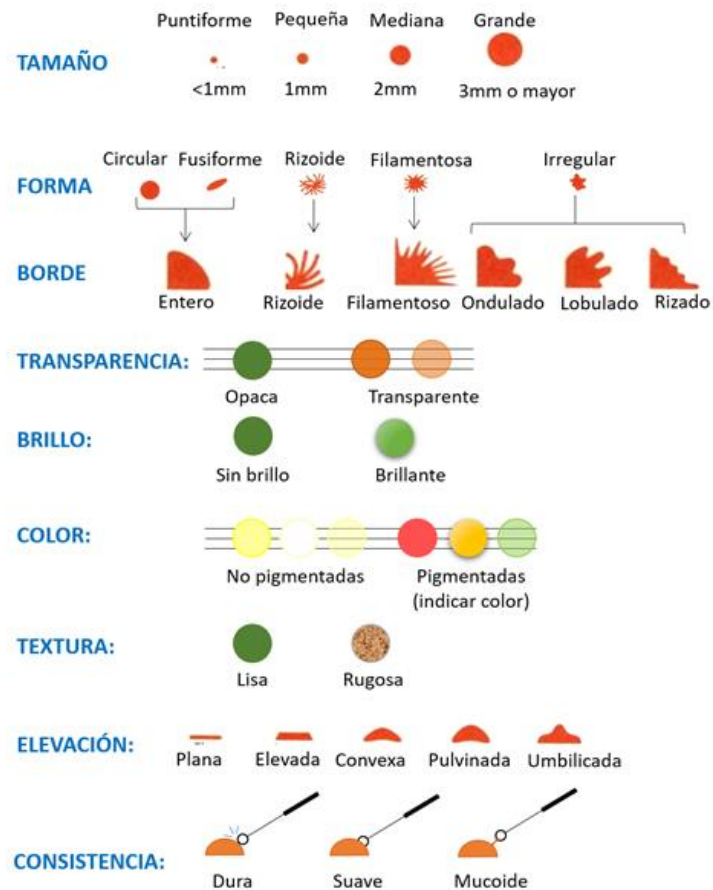 Puntiforme Pequeña Mediana Grande
TAMAÑO
<1mm 1mm 2mm 3mm o mayor
Circular Fusiforme Rizoide Filamentosa Irregular
FORMA
BORDE
Entero Rizoide Filamentoso Ondulado Lobulado Rizado
TRANSPARENCIA:
Opaca Transparente
BRILLO:
Sin brillo Brillante
COLOR:
No pigmentadas Pigmentadas
(indicar color)
TEXTURA:
Lisa Rugosa
ELEVACIÓN:
Plana Elevada Convexa Pulvinada Umbilicada
CONSISTENCIA:
Dura Suave Mucoide